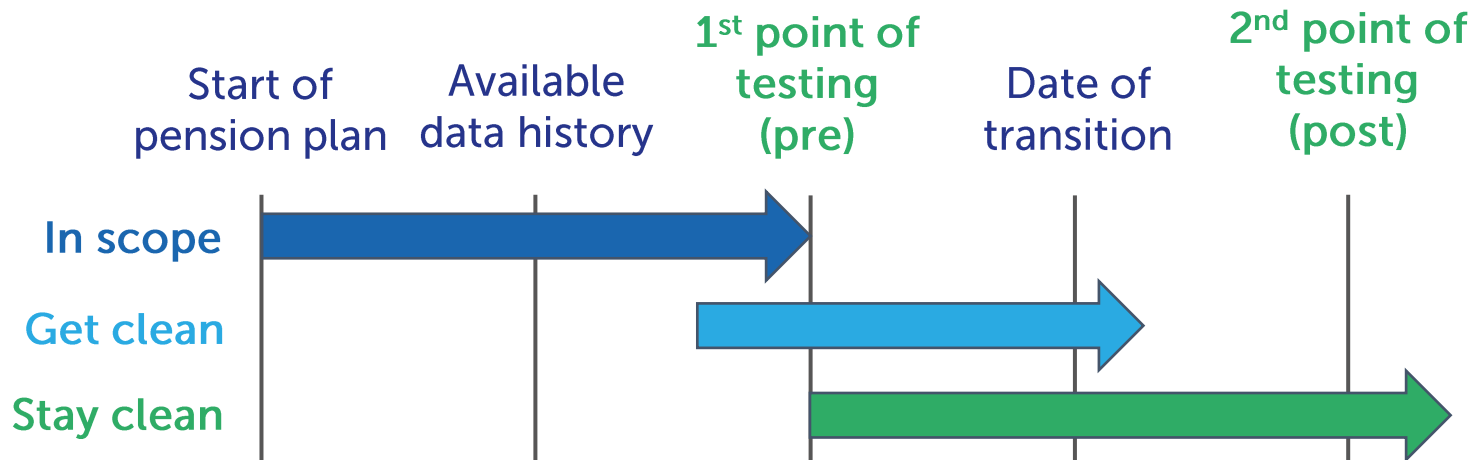 Start of
pension plan
Available
data history
1st point of
testing
(pre)
Date of
transition
2nd point of
testing
(post)
In scope
Get clean
Stay clean